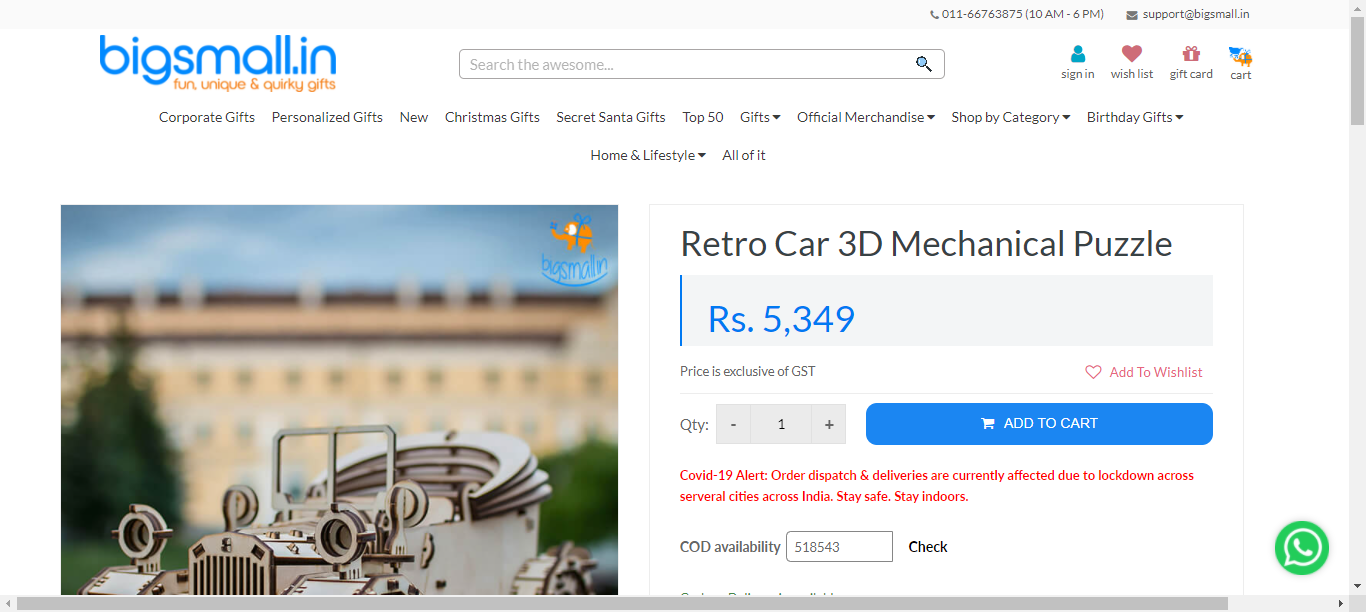 011-66763875 (10 AM - 6 PM) support@bigsmall.in
bigsmall.in
fun, unique & quirky gifts
Search the awesome...
sign in wish list gift card cart
Corporate Gifts Personalized Gifts New Christmas Gifts Secret Santa Gifts Top 50 Gifts Official Merchandise Shop by Category Birthday Gifts
Home & Lifestyle All of it
bigsmall.in
Retro Car 3D Mechanical Puzzle
Rs. 5,349
Price is exclusive of GST Add To Wishlist
Qty: - 1 + ADD TO CART
Covid-19 Alert: Order dispatch & deliveries are currently affected due to lockdown across
serveral cities across India. Stay safe. Stay indoors.
COD availability 518543 Check